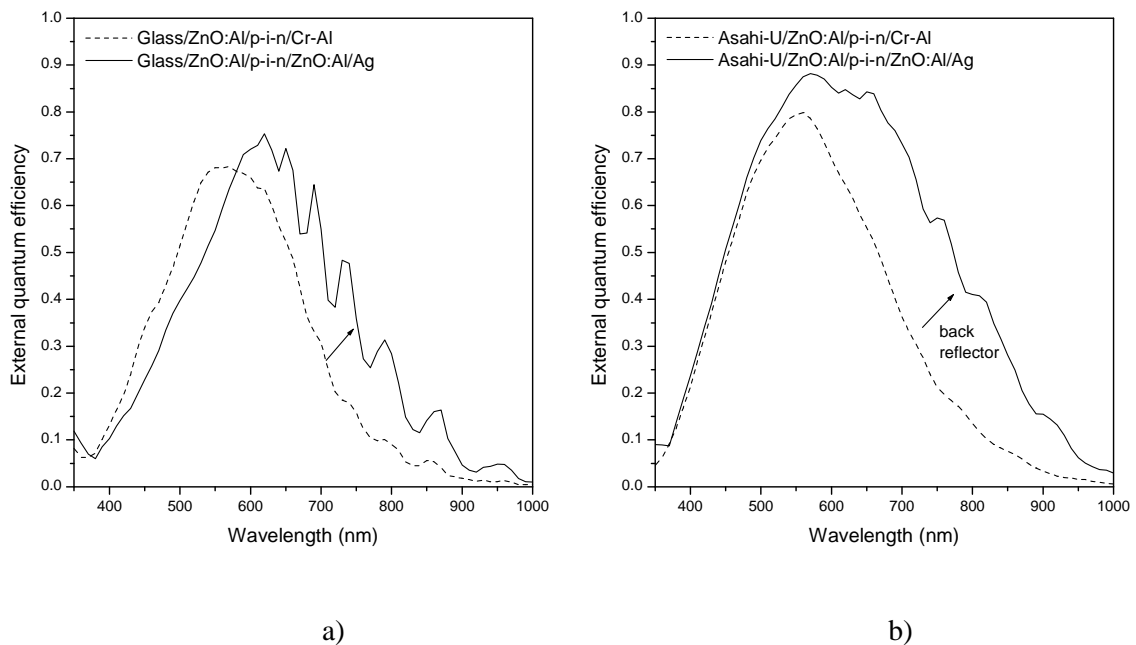 Glass/ZnO:Al/p-i-n/Cr-Al
Glass/ZnO:Al/p-i-n/ZnO:Al/Ag
External quantum efficiency
1.0
0.9
0.8
0.7
0.6
0.5
0.4
0.3
0.2
0.1
0.0
400 500 600 700 800 900 1000
Wavelength (nm)
a)
Asahi-U/ZnO:Al/p-i-n/Cr-Al
Asahi-U/ZnO:Al/p-i-n/ZnO:Al/Ag
back
reflector
External quantum efficiency
1.0
0.9
0.8
0.7
0.6
0.5
0.4
0.3
0.2
0.1
0.0
400 500 600 700 800 900 1000
Wavelength (nm)
b)